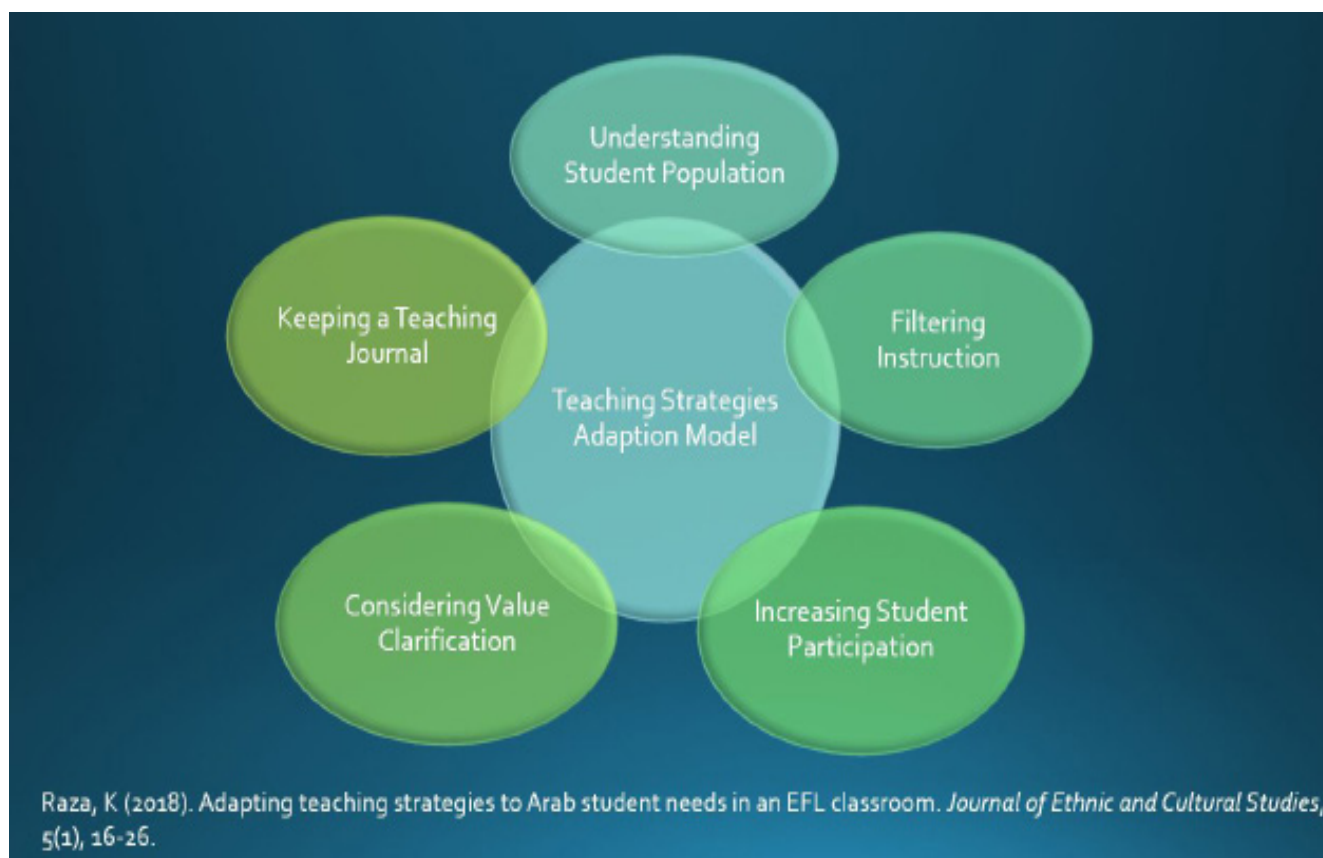 Understanding
Student Population
Keeping a Teaching
Journal
Filtering
Instruction
Teaching Strategies
Adaption Model
Considering Value
Clarification
Increasing Student
Participation
Raza, K (2018). Adapting teaching strategies to Arab student needs in an EFL classroom. Journal of Ethnic and Cultural Studies,
5(1), 16-26.